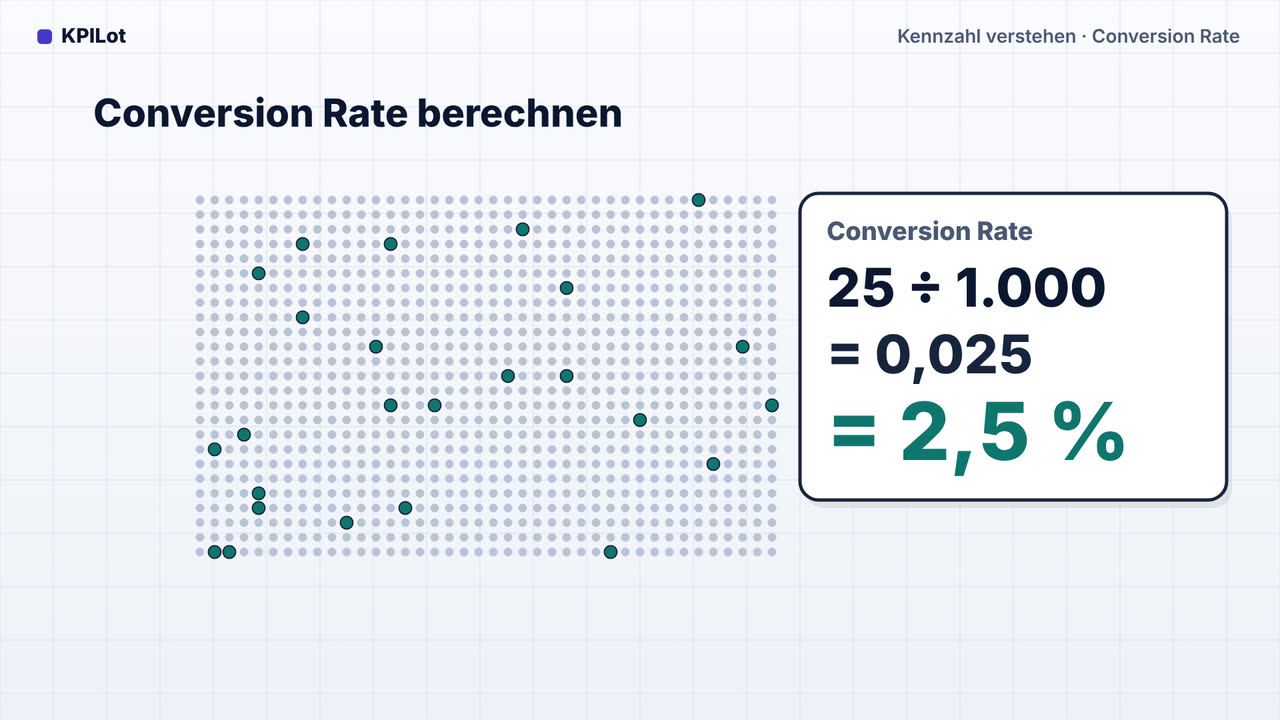 KPILot
Kennzahl verstehen · Conversion Rate
Conversion Rate berechnen
Conversion Rate
25 ÷ 1.000
= 0,025
= 2,5 %